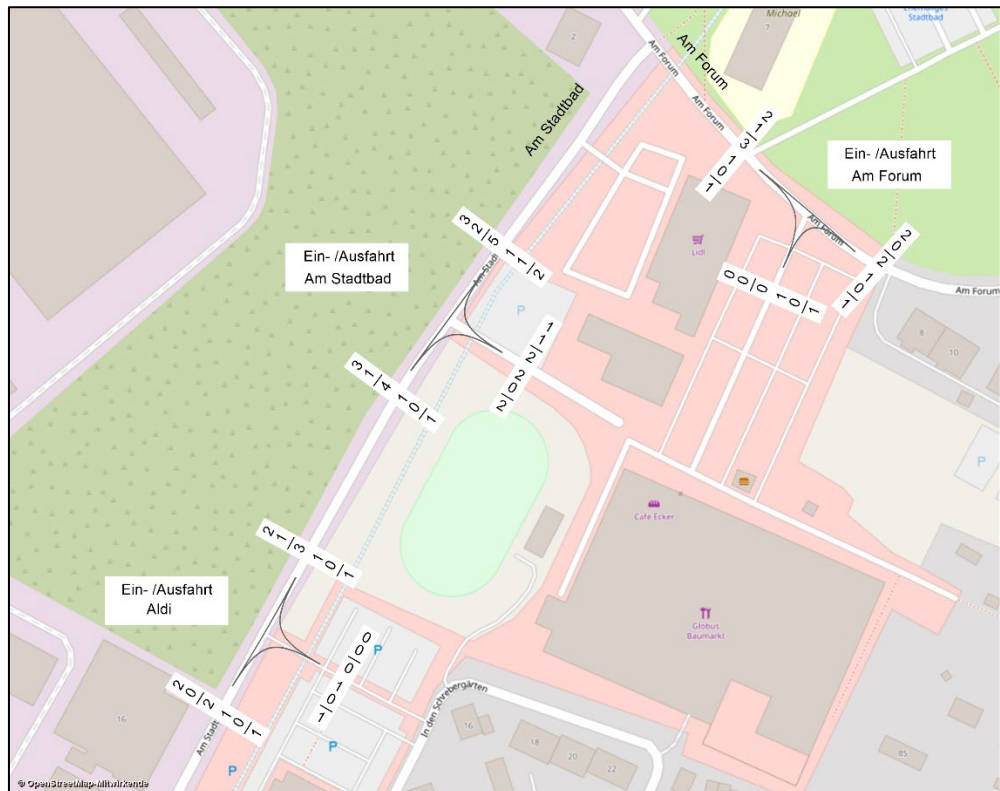 Ehemaliges
Stadtbad
Michael
7
2
Am Forum
Am Forum
Am Forum
Am Stadtbad
1/0 1 3/1 2
Ein- /Ausfahrt
Am Forum
Am Forum
Lidl
3 2/5 1 1/2
Ein- /Ausfahrt
Am Stadtbad
Am Stadt
0 0/0 1 0/1
1/0 1 2/0 2
Am Forum
P
8
10
3 1/4 1 0/1
2/0 2 2/1 1
P
Café Ecker
2 1/3 1 0/1
Ein- /Ausfahrt
Aldi
Globus
Baumarkt
P
1/0 1 0/0 0
2 0/2 1 0/1
In den Schrebergärten
16
16
18
20
22
Am Stadt
P
P
85
© OpenStreetMap-Mitwirkende